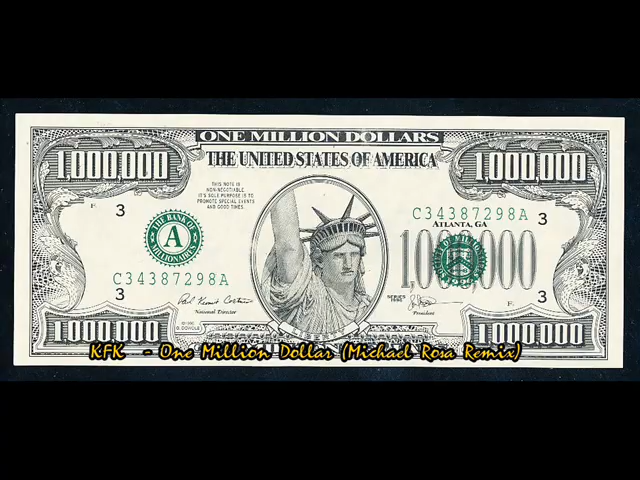 ONE MILLION DOLLARS
1,000,000
THE UNITED STATES OF AMERICA
1,000,000
THIS NOTE IS
NON-NEGOTIABLE.
IT'S SOLE PURPOSE IS TO
PROMOTE SPECIAL EVENTS
AND GOOD TIMES.
F 3
C34387298A 3
ATLANTA, GA
THE BANK OF
A
MILLIONAIRES
1,000,000
C34387298A
3
National Director
SERIES
President
F 3
1,000,000
1,000,000
KFK - One Million Dollar (Michael Rosa Remix)